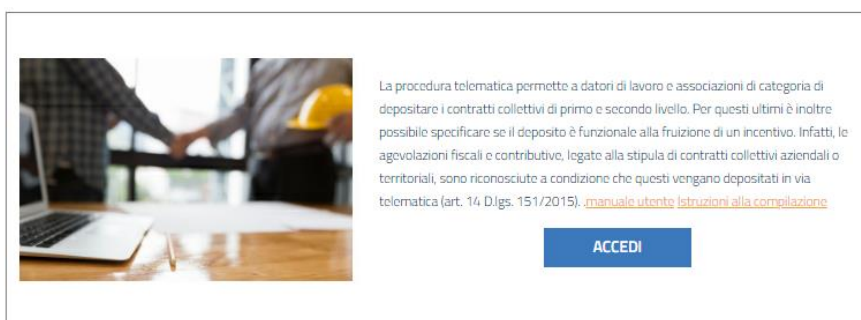 La procedura telematica permette a datori di lavoro e associazioni di categoria di
depositare i contratti collettivi di primo e secondo livello. Per questi ultimi è inoltre
possibile specificare se il deposito è funzionale alla fruizione di un incentivo. Infatti, le
agevolazioni fiscali e contributive, legate alla stipula di contratti collettivi aziendali o
territoriali, sono riconosciute a condizione che questi vengano depositati in via
telematica (art. 14 D.lgs. 151/2015). .manuale utente Istruzioni alla compilazione
ACCEDI